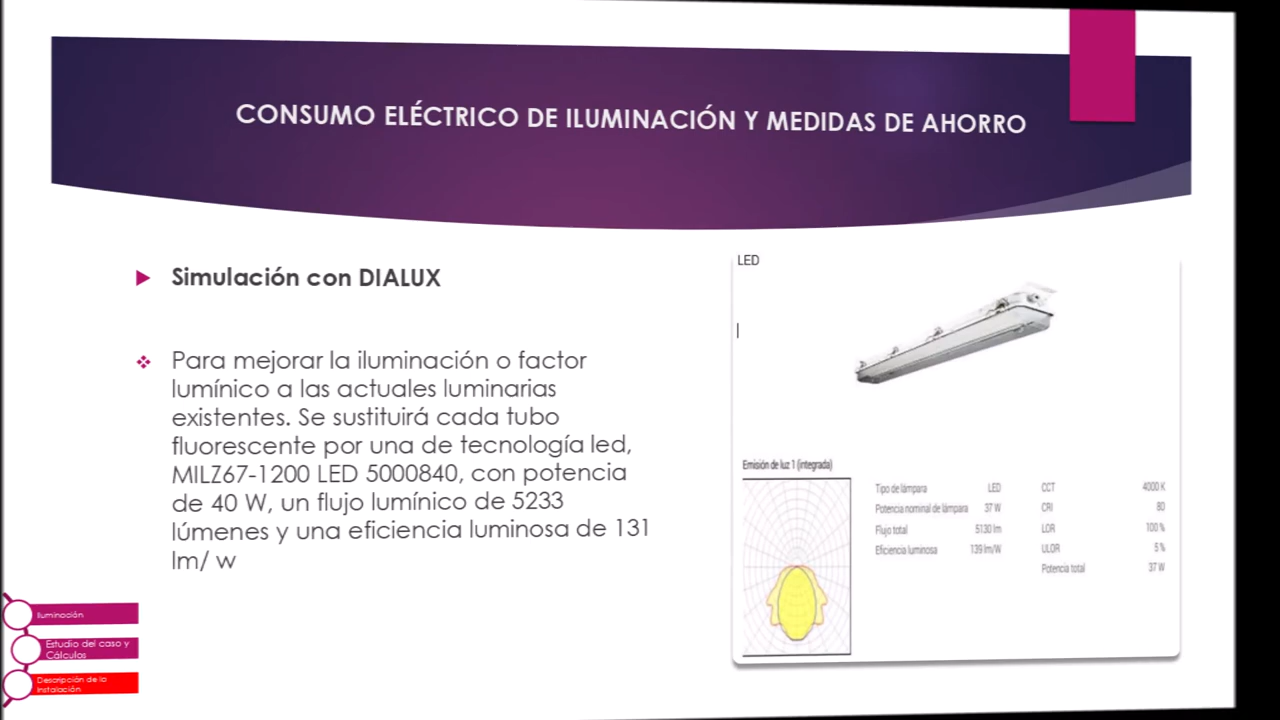 CONSUMO ELÉCTRICO DE ILUMINACIÓN Y MEDIDAS DE AHORRO
Simulación con DIALUX
Para mejorar la iluminación o factor
lumínico a las actuales luminarias
existentes. Se sustituirá cada tubo
fluorescente por una de tecnología led,
MILZ67-1200 LED 5000840, con potencia
de 40 W, un flujo lumínico de 5233
lúmenes y una eficiencia luminosa de 131
lm/ w
LED
Emisión de luz 1 (integrada)
Tipo de lámpara LED
Potencia nominal de lámpara 37 W
Flujo total 5130 lm
Eficiencia luminosa 139 lm/W
CCT 4000 K
CRI 80
LOR 100 %
ULOR 5 %
Potencia total 37 W
Iluminación
Estudio del caso y
Cálculos
Descripción de la
Instalación